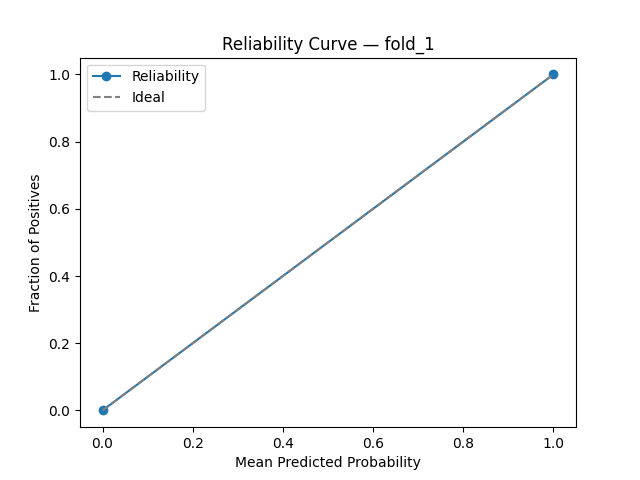 Reliability Curve — fold_1
Reliability
Ideal
Fraction of Positives
1.0
0.8
0.6
0.4
0.2
0.0
0.0 0.2 0.4 0.6 0.8 1.0
Mean Predicted Probability